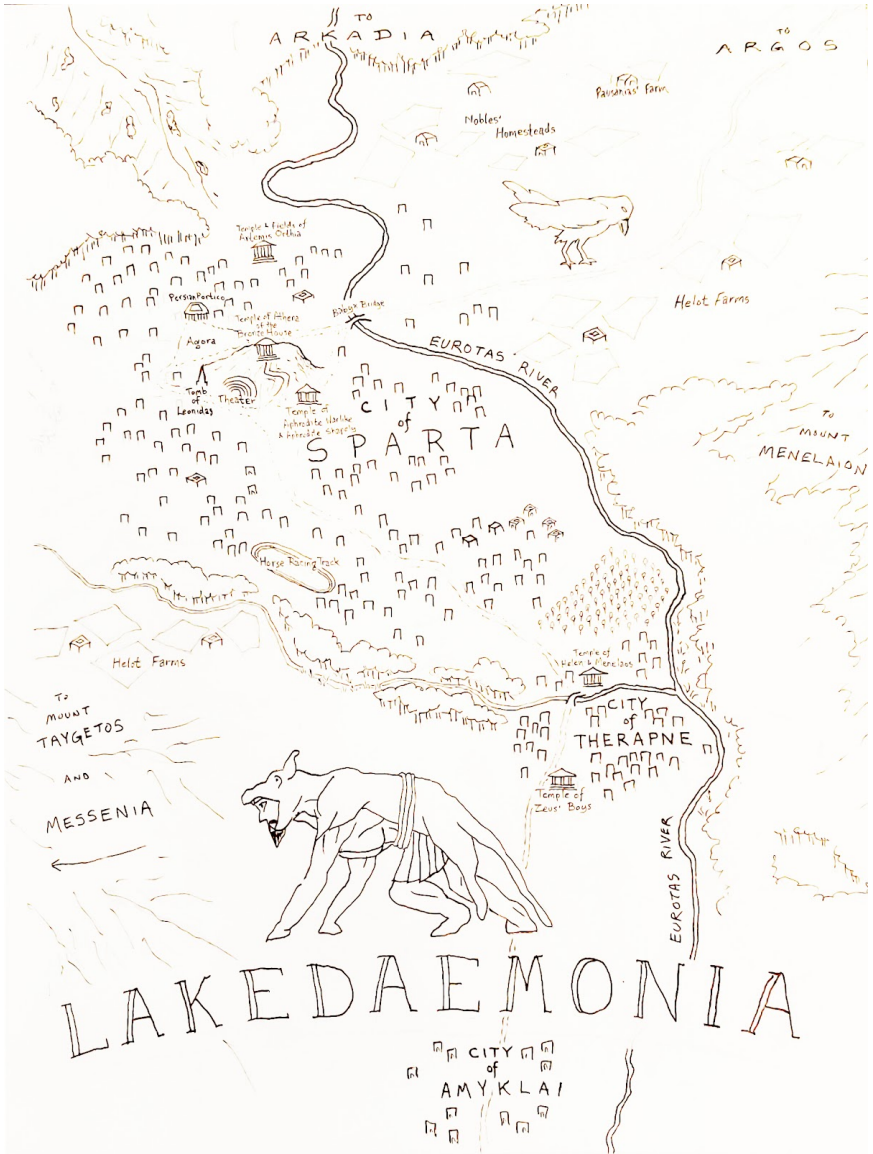 TO
ARKADIA
TO
ARGOS
Pausanias' Farm
Nobles'
Homesteads
Temple & Fields of
Artemis Orthia
Helot Farms
Persian Portico
Babyx Bridge
Temple of Athena
of the
Bronze House
Agora
EUROTAS RIVER
Tomb
of
Leonidas
Theater
Temple of
Aphrodite Warlike
& Aphrodite Shapely
CITY
of
SPARTA
TO
MOUNT
MENELAION
Horse Racing Track
Helot Farms
Temple of
Helen & Menelaos
TO
MOUNT
TAYGETOS
AND
MESSENIA
CITY
of
THERAPNE
Temple of
Zeus' Boys
EUROTAS RIVER
LAKEDAEMONIA
CITY
of
AMYKLAI